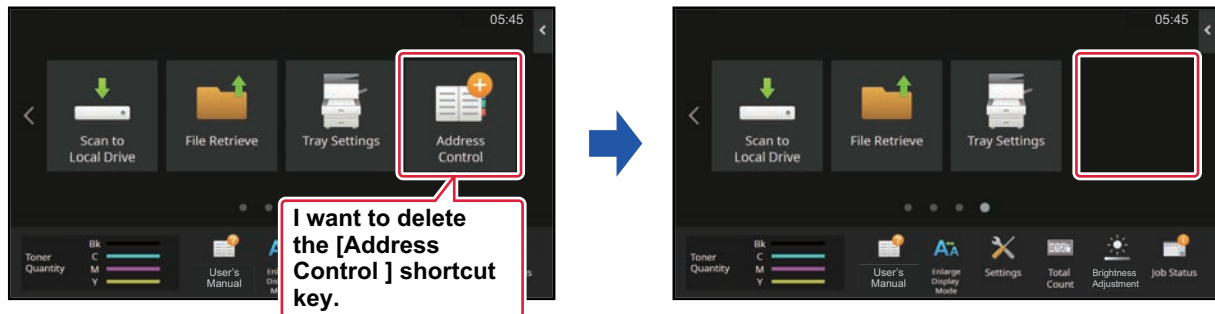 05:45
Scan to
Local Drive
File Retrieve
Tray Settings
Address
Control
I want to delete
the [Address
Control ] shortcut
key.
Toner
Quantity
Bk
C
M
Y
User's
Manual
05:45
Scan to
Local Drive
File Retrieve
Tray Settings
Toner
Quantity
Bk
C
M
Y
User's
Manual
Enlarge
Display
Mode
Settings
Total
Count
Brightness
Adjustment
Job Status